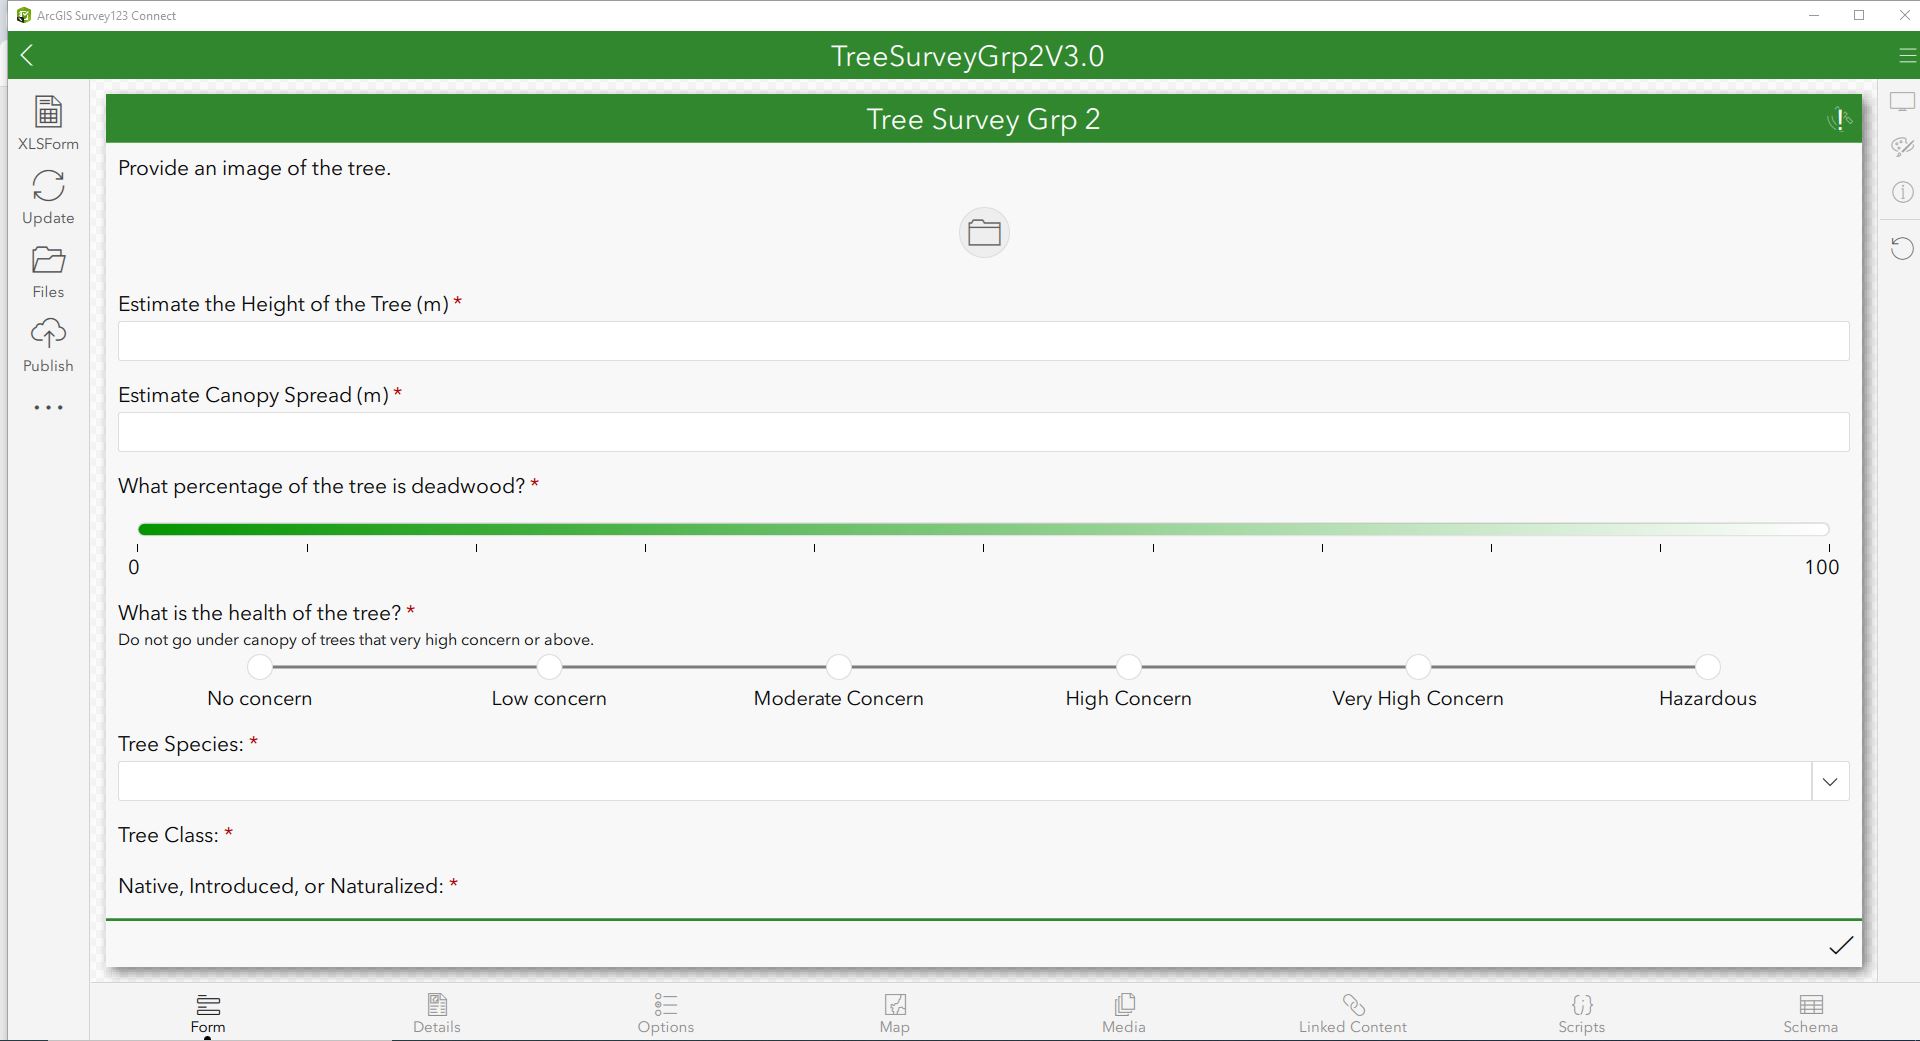 ArcGIS Survey123 Connect
TreeSurveyGrp2V3.0
XLSForm
Update
Files
Publish
Tree Survey Grp 2
Provide an image of the tree.
Estimate the Height of the Tree (m) *
Estimate Canopy Spread (m) *
What percentage of the tree is deadwood? *
0 100
What is the health of the tree? *
Do not go under canopy of trees that very high concern or above.
No concern Low concern Moderate Concern High Concern Very High Concern Hazardous
Tree Species: *
Tree Class: *
Native, Introduced, or Naturalized: *
Form Details Options Map Media Linked Content Scripts Schema